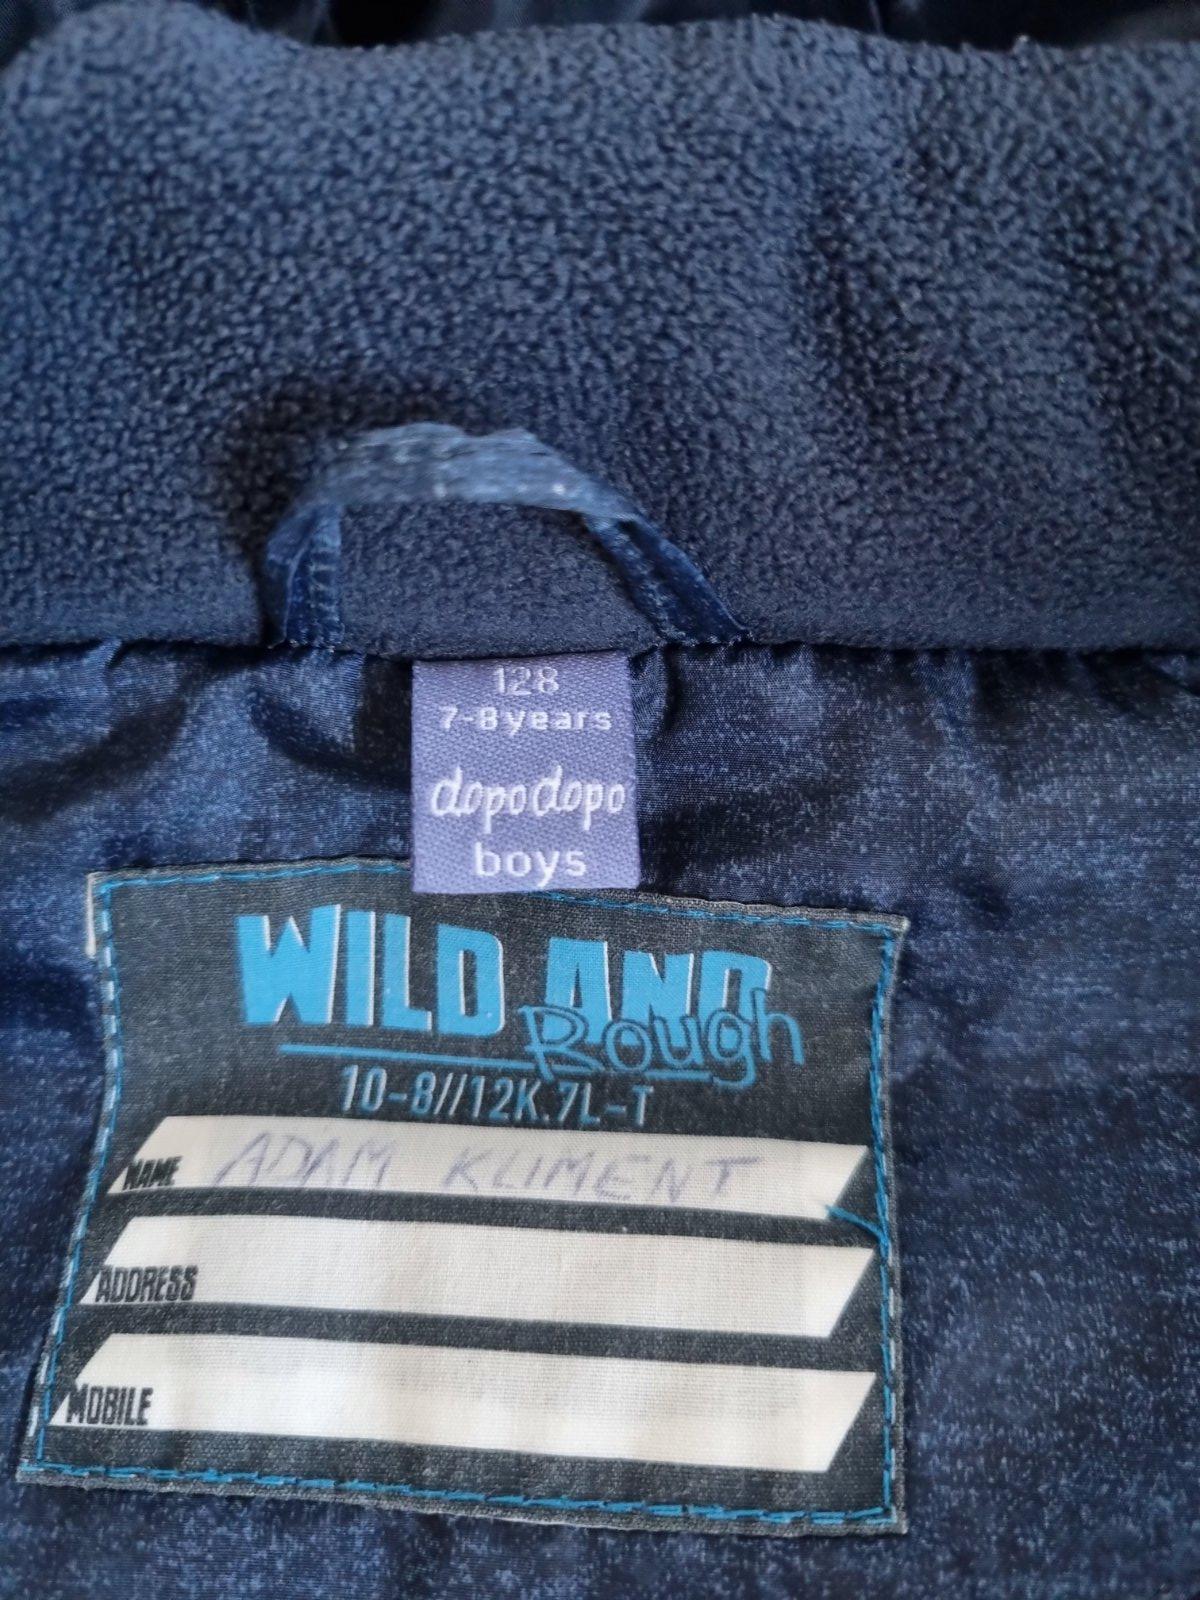 128
7-8years
dopodopo
boys
WILD AND
Rough
10-8//12K.7L-T
NAME ADAM KLIMENT
ADDRESS
MOBILE